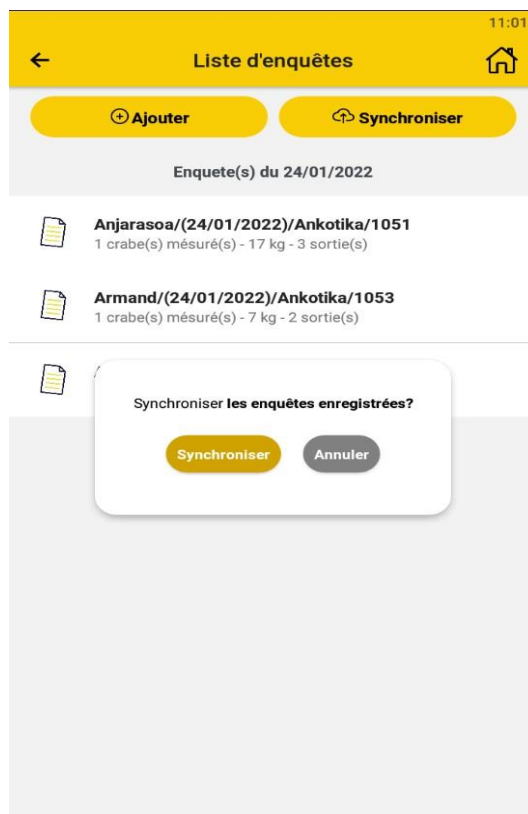 11:01
Liste d'enquêtes
Ajouter
Synchroniser
Enquete(s) du 24/01/2022
Anjarasoa/(24/01/2022)/Ankotika/1051
1 crabe(s) mésuré(s) - 17 kg - 3 sortie(s)
Armand/(24/01/2022)/Ankotika/1053
1 crabe(s) mésuré(s) - 7 kg - 2 sortie(s)
Synchroniser les enquêtes enregistrées?
Synchroniser
Annuler